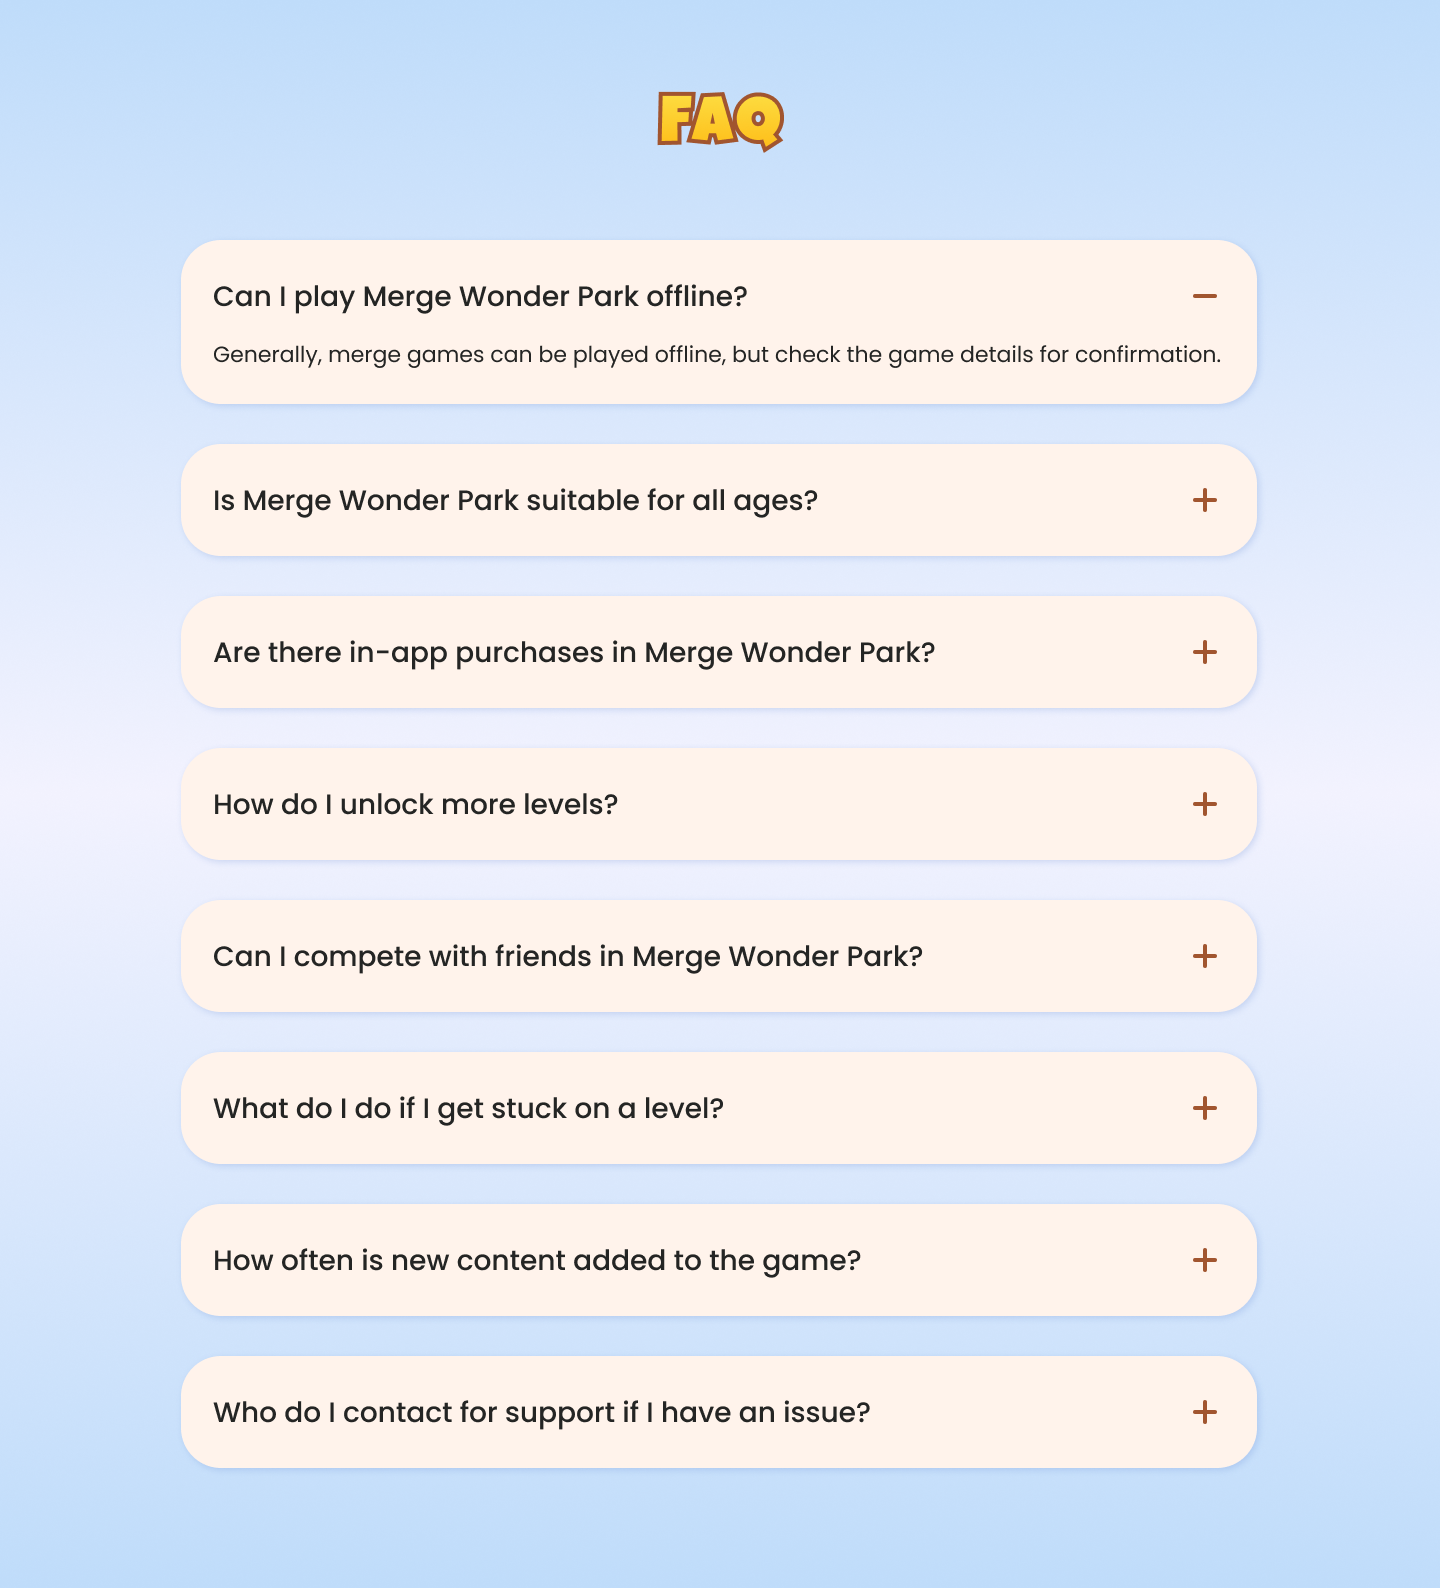 FAQ
Can I play Merge Wonder Park offline?
Generally, merge games can be played offline, but check the game details for confirmation.
Is Merge Wonder Park suitable for all ages?
Are there in-app purchases in Merge Wonder Park?
How do I unlock more levels?
Can I compete with friends in Merge Wonder Park?
What do I do if I get stuck on a level?
How often is new content added to the game?
Who do I contact for support if I have an issue?